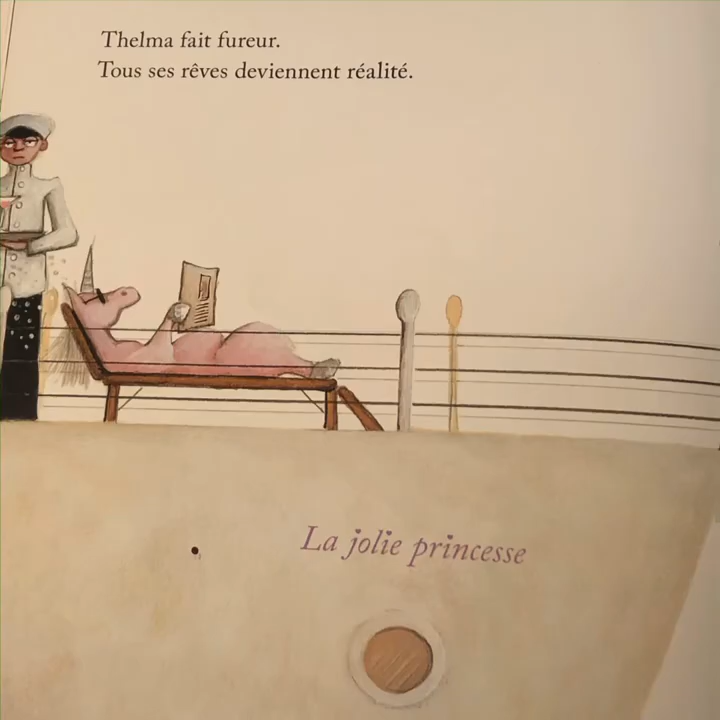 Thelma fait fureur.
Tous ses rêves deviennent réalité.
La jolie princesse